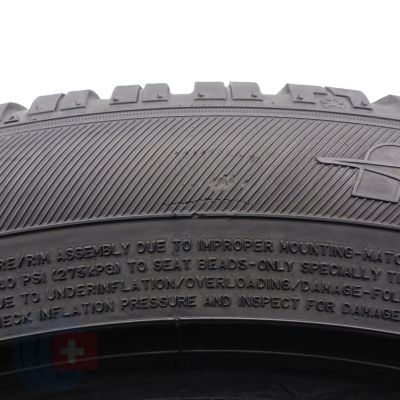 RE/RIM ASSEMBLY DUE TO IMPROPER MOUNTING-MATC
40 PSI (275kPG) TO SEAT BEADS-ONLY SPECIALLY T
UE TO UNDERINFLATION/OVERLOADING/DAMAGE-FOL
ECK INFLATION PRESSURE AND INSPECT FOR DAMAGE